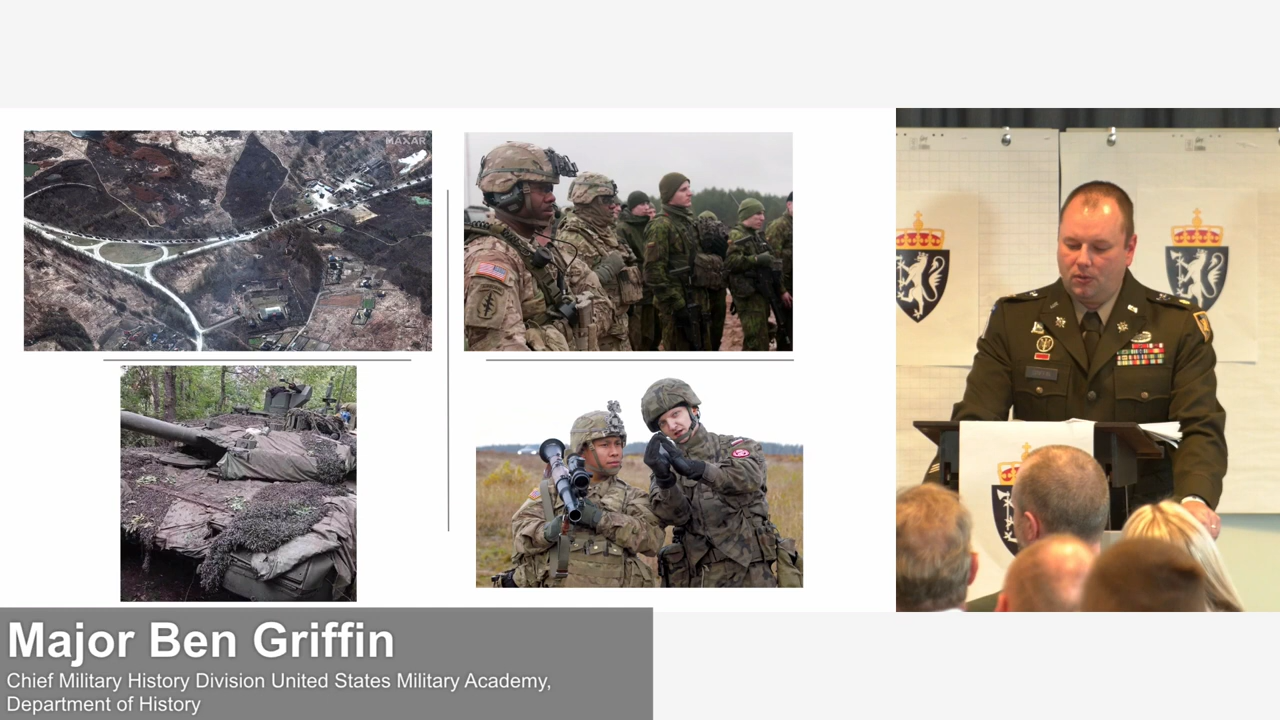 MAXAR
Major Ben Griffin
Chief Military History Division United States Military Academy,
Department of History